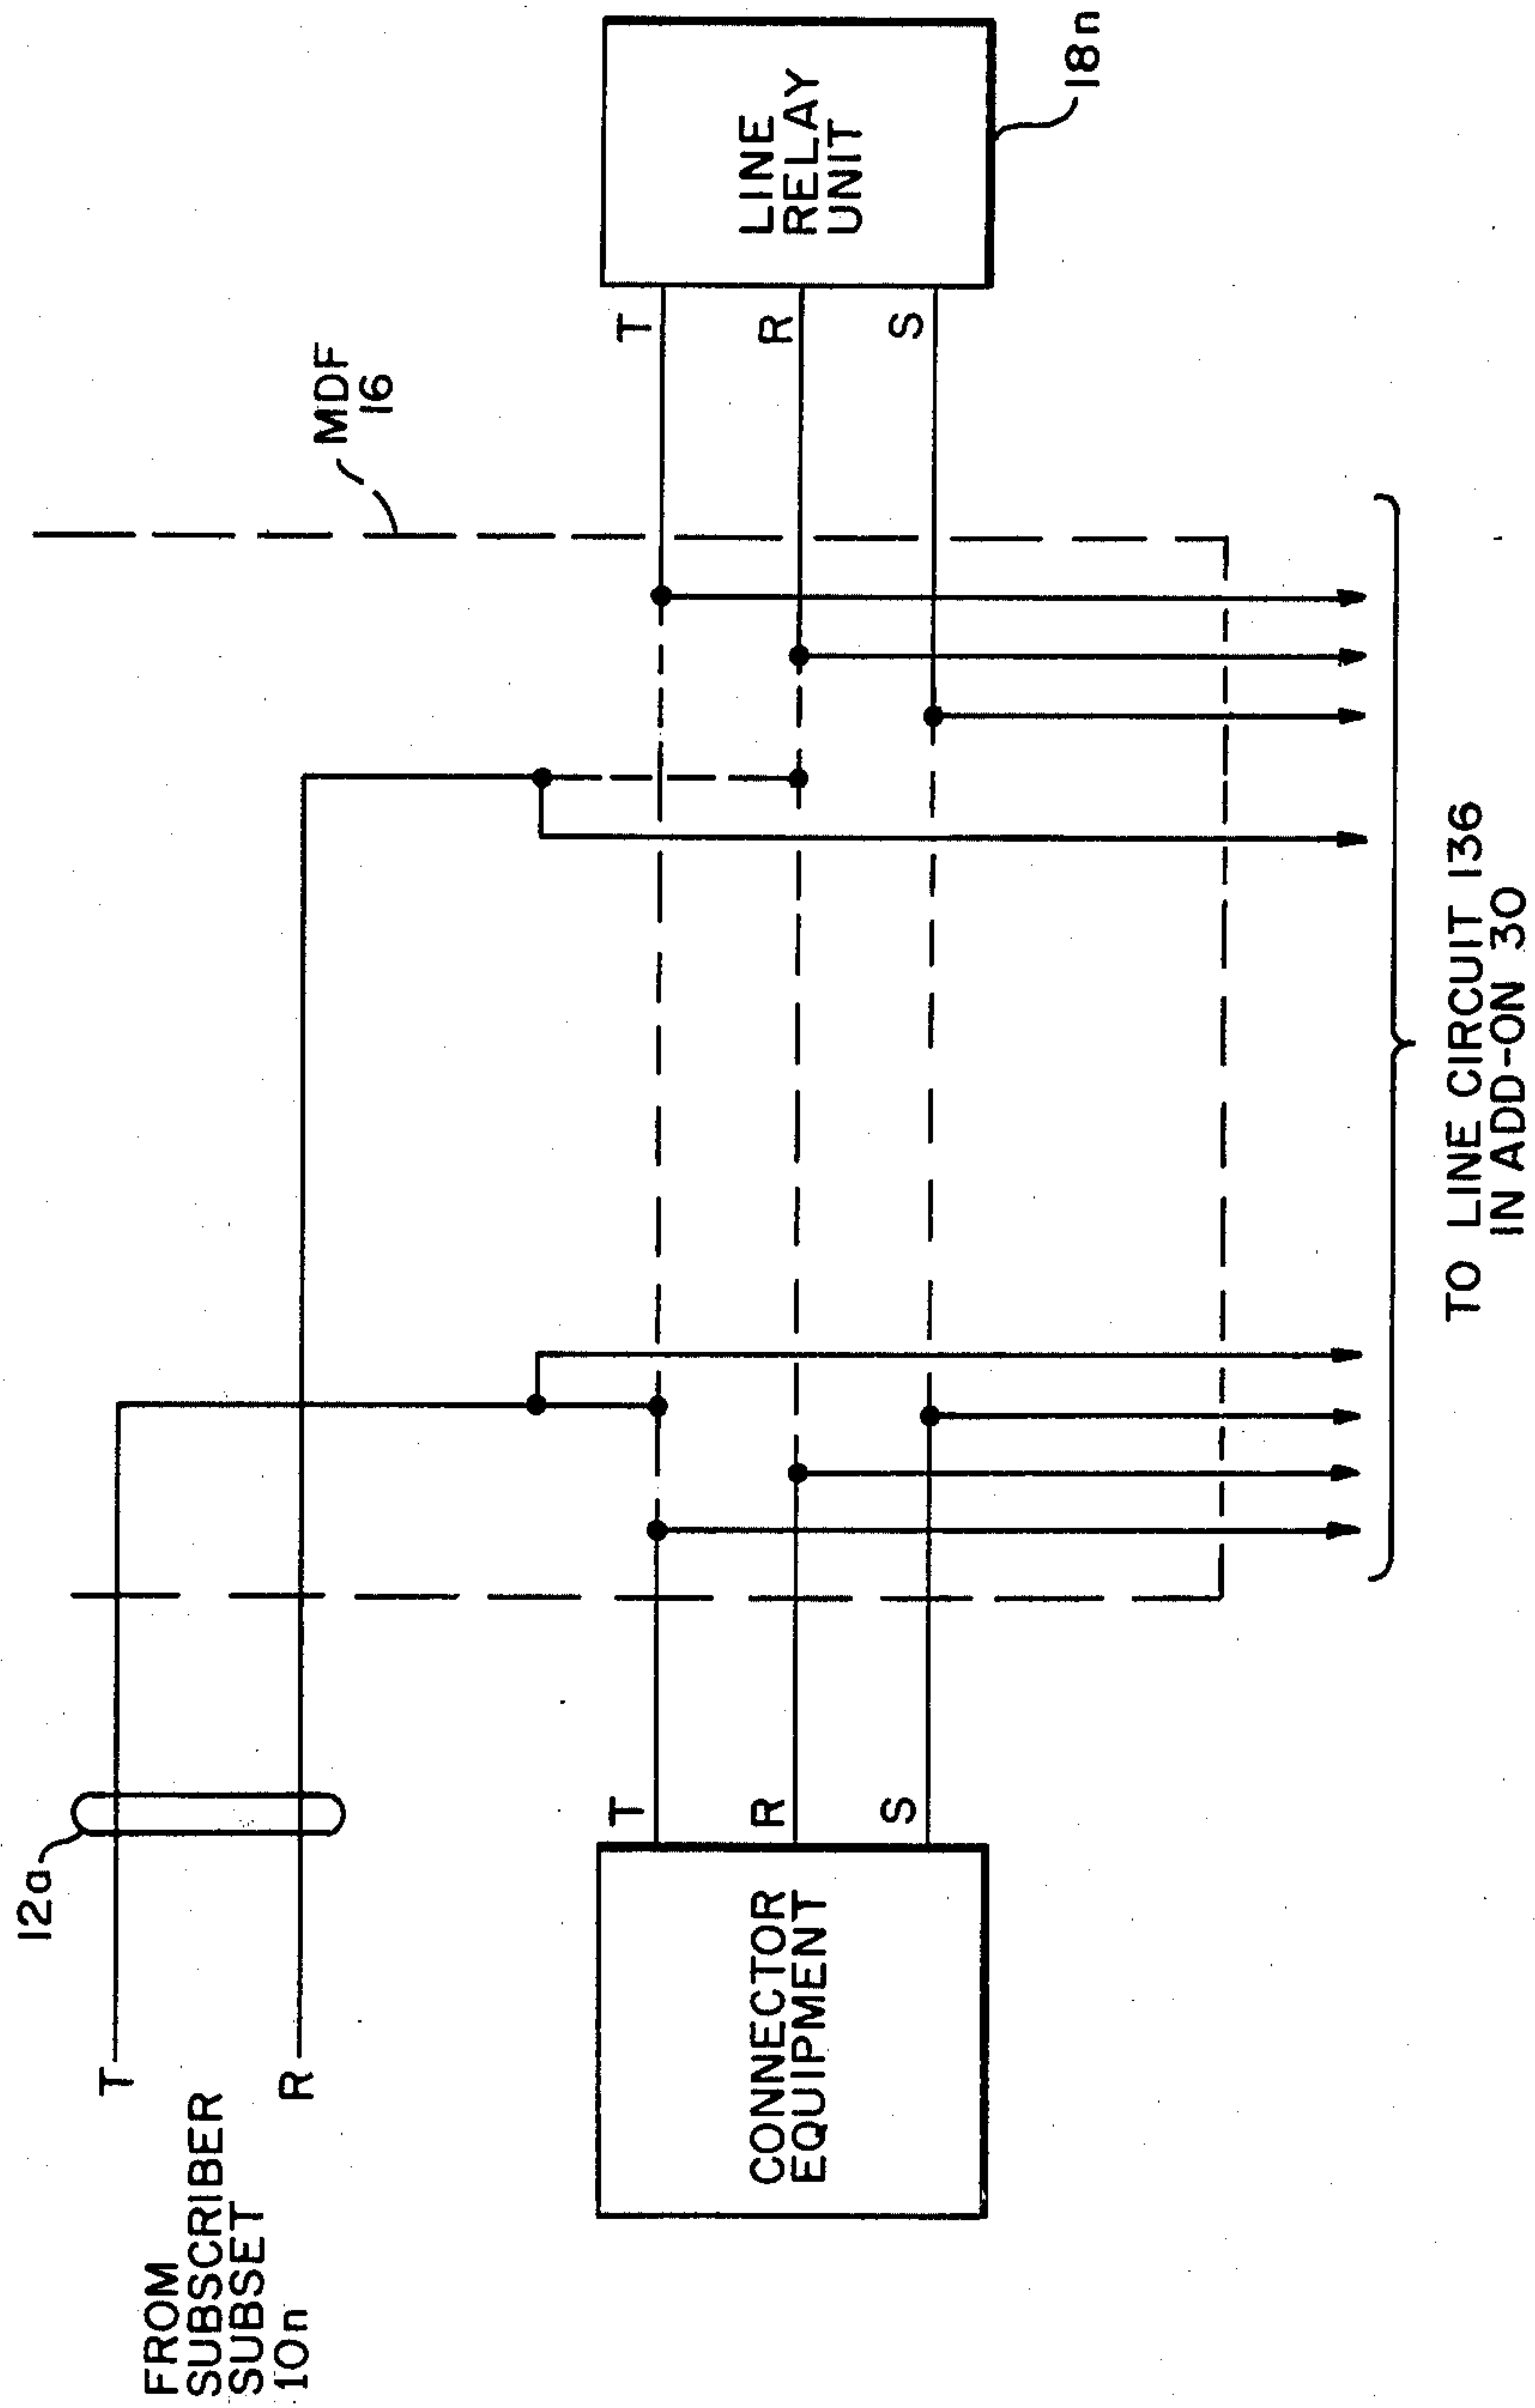 FROM
SUBSCRIBER
SUBSET
10n
T
R
12a
MDF
16
CONNECTOR
EQUIPMENT
T
R
S
T
R
S
LINE
RELAY
UNIT
18n
TO LINE CIRCUIT 136
IN ADD-ON 30